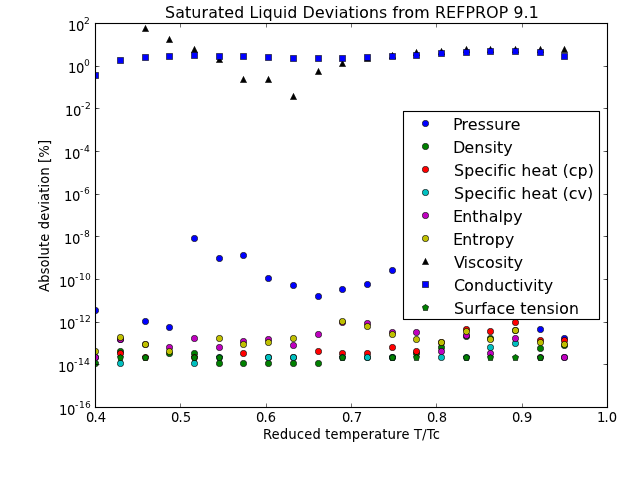 Saturated Liquid Deviations from REFPROP 9.1
Absolute deviation [%]
10^2
10^0
10^-2
10^-4
10^-6
10^-8
10^-10
10^-12
10^-14
10^-16
Pressure
Density
Specific heat (cp)
Specific heat (cv)
Enthalpy
Entropy
Viscosity
Conductivity
Surface tension
0.4 0.5 0.6 0.7 0.8 0.9 1.0
Reduced temperature T/Tc